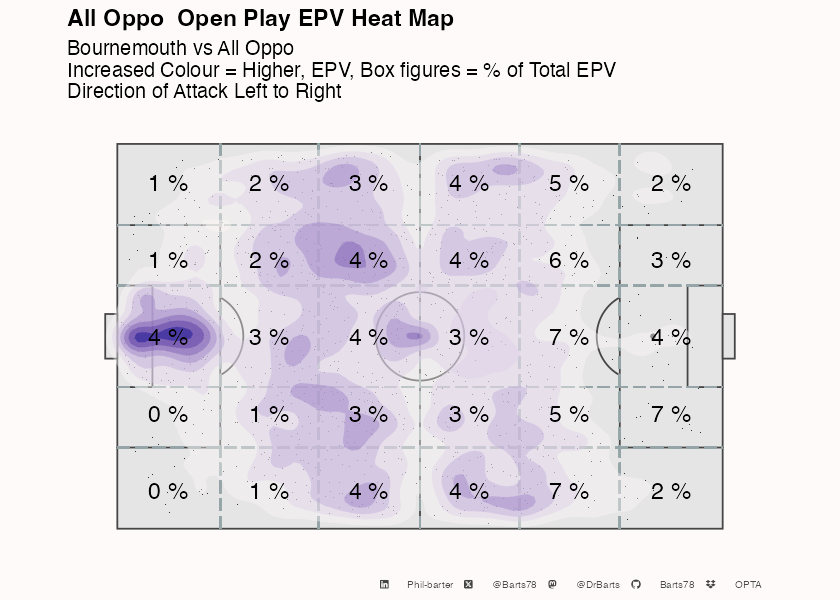 All Oppo  Open Play EPV Heat Map
Bournemouth vs All Oppo
Increased Colour = Higher, EPV, Box figures = % of Total EPV
Direction of Attack Left to Right
1 % 2 % 3 % 4 % 5 % 2 %
1 % 2 % 4 % 4 % 6 % 3 %
4 % 3 % 4 % 3 % 7 % 4 %
0 % 1 % 3 % 3 % 5 % 7 %
0 % 1 % 4 % 4 % 7 % 2 %
Phil-barter @Barts78 @DrBarts Barts78 OPTA